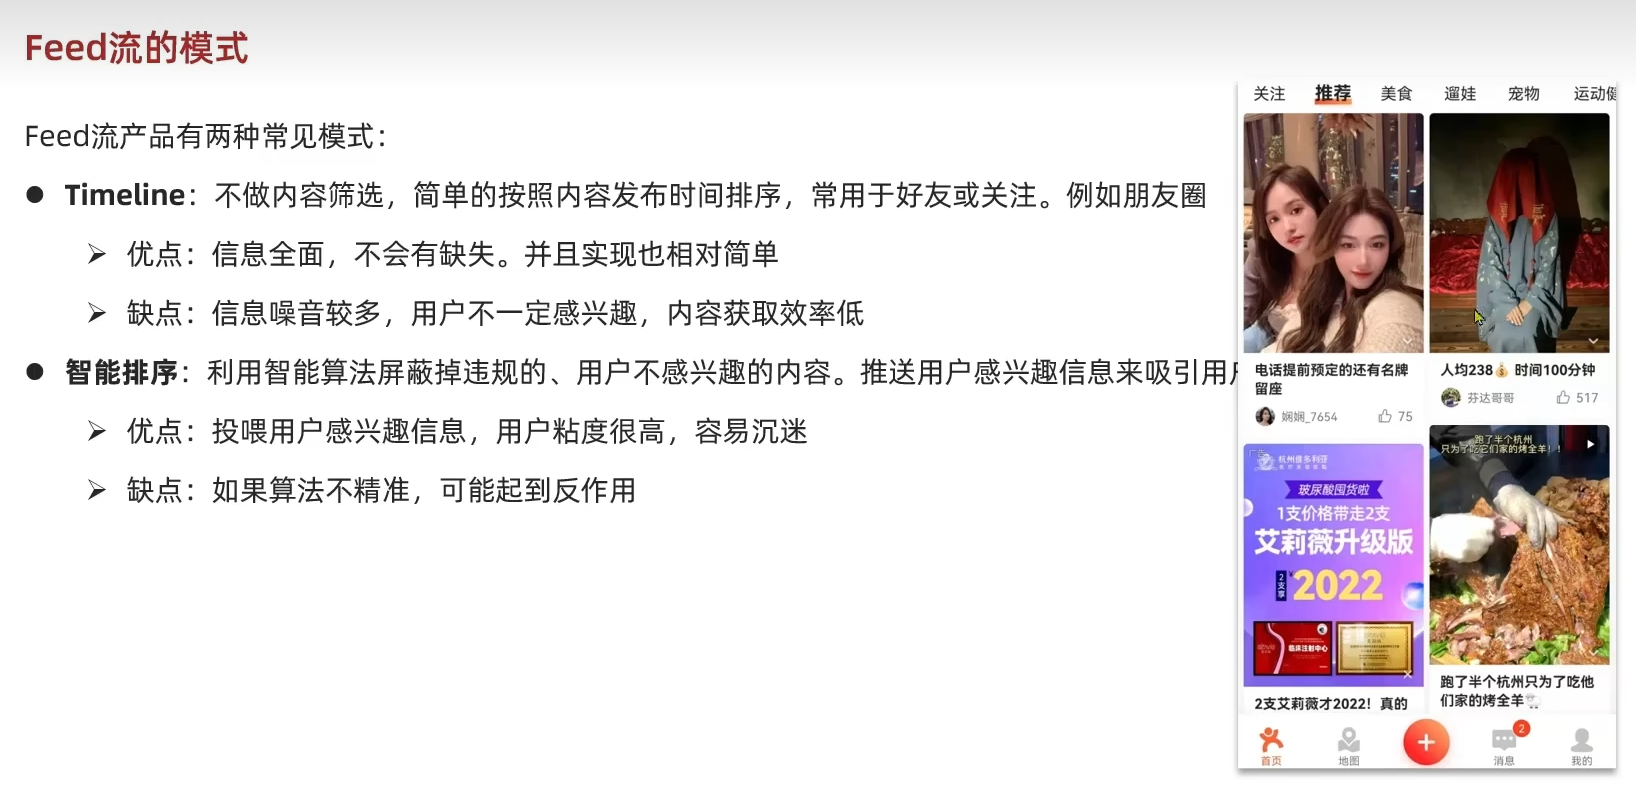 Feed流的模式
Feed流产品有两种常见模式：
Timeline：不做内容筛选，简单的按照内容发布时间排序，常用于好友或关注。例如朋友圈
优点：信息全面，不会有缺失。并且实现也相对简单
缺点：信息噪音较多，用户不一定感兴趣，内容获取效率低
智能排序：利用智能算法屏蔽掉违规的、用户不感兴趣的内容。推送用户感兴趣信息来吸引用
优点：投喂用户感兴趣信息，用户粘度很高，容易沉迷
缺点：如果算法不精准，可能起到反作用
关注 推荐 美食 遛娃 宠物 运动
电话提前预定的还有名牌
留座
娴娴_7654 75
人均238💰 时间100分钟
芬达哥哥 517
杭州维多利亚
玻尿酸囤货啦
1支价格带走2支
艾莉薇升级版
2支享 ¥2022
临床注射中心
2支艾莉薇才2022！真的
跑了半个杭州
只为了吃它们家的烤全羊！！
跑了半个杭州只为了吃他
们家的烤全羊
首页 地图 消息 2 我的